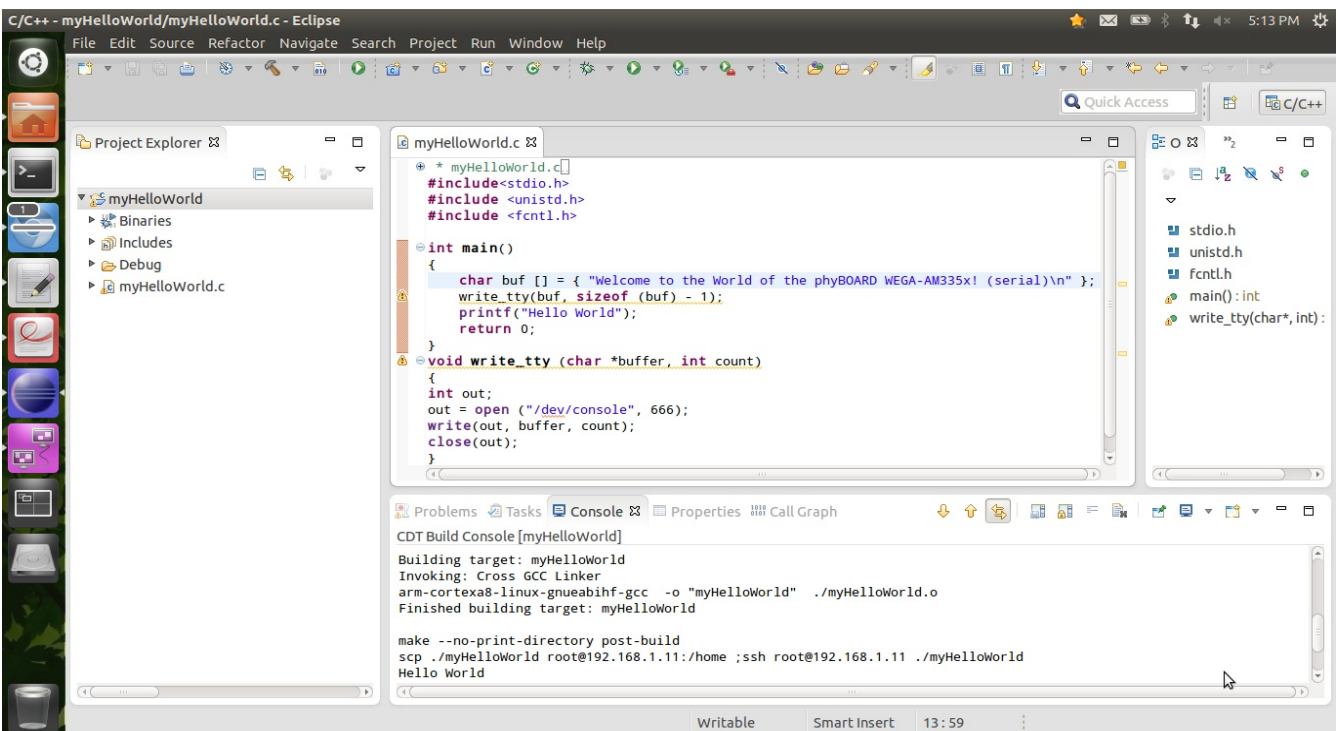 C/C++ - myHelloWorld/myHelloWorld.c - Eclipse
5:13 PM
File Edit Source Refactor Navigate Search Project Run Window Help
Quick Access
C/C++
Project Explorer
myHelloWorld
Binaries
Includes
Debug
myHelloWorld.c
1
myHelloWorld.c
* myHelloWorld.c
#include<stdio.h>
#include <unistd.h>
#include <fcntl.h>
int main()
{
char buf [] = { "Welcome to the World of the phyBOARD WEGA-AM335x! (serial)\n" };
write_tty(buf, sizeof (buf) - 1);
printf("Hello World");
return 0;
}
void write_tty (char *buffer, int count)
{
int out;
out = open ("/dev/console", 666);
write(out, buffer, count);
close(out);
}
O
»2
stdio.h
unistd.h
fcntl.h
main() : int
write_tty(char*, int) :
Problems Tasks Console Properties Call Graph
CDT Build Console [myHelloWorld]
Building target: myHelloWorld
Invoking: Cross GCC Linker
arm-cortexa8-linux-gnueabihf-gcc -o "myHelloWorld" ./myHelloWorld.o
Finished building target: myHelloWorld
make --no-print-directory post-build
scp ./myHelloWorld root@192.168.1.11:/home ;ssh root@192.168.1.11 ./myHelloWorld
Hello World
Writable Smart Insert 13 : 59